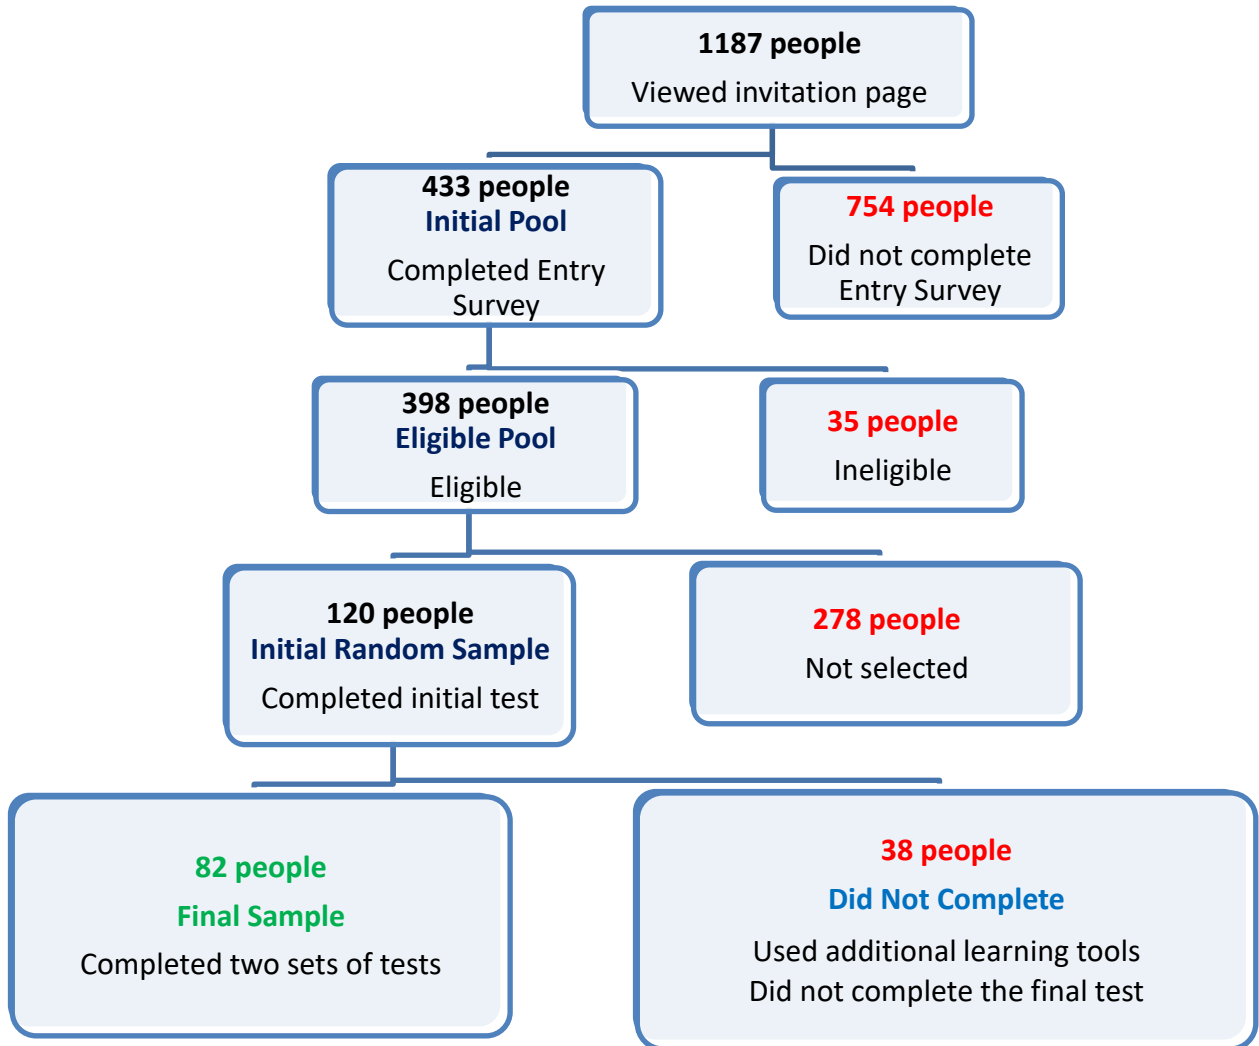 1187 people
Viewed invitation page
433 people
Initial Pool
Completed Entry
Survey
754 people
Did not complete
Entry Survey
398 people
Eligible Pool
Eligible
35 people
Ineligible
120 people
Initial Random Sample
Completed initial test
278 people
Not selected
82 people
Final Sample
Completed two sets of tests
38 people
Did Not Complete
Used additional learning tools
Did not complete the final test